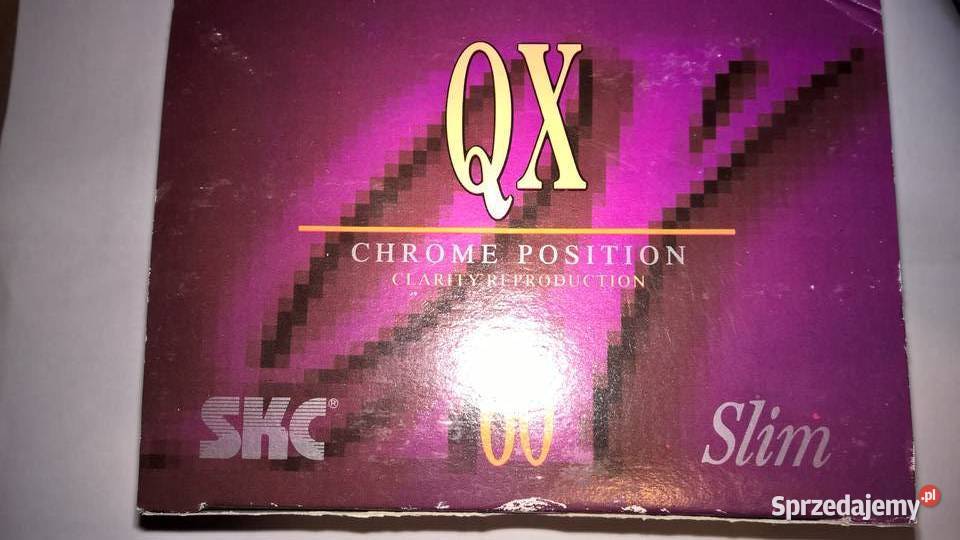 QX
CHROME POSITION
CLARITY REPRODUCTION
SKC®
Slim
Sprzedajemy.pl